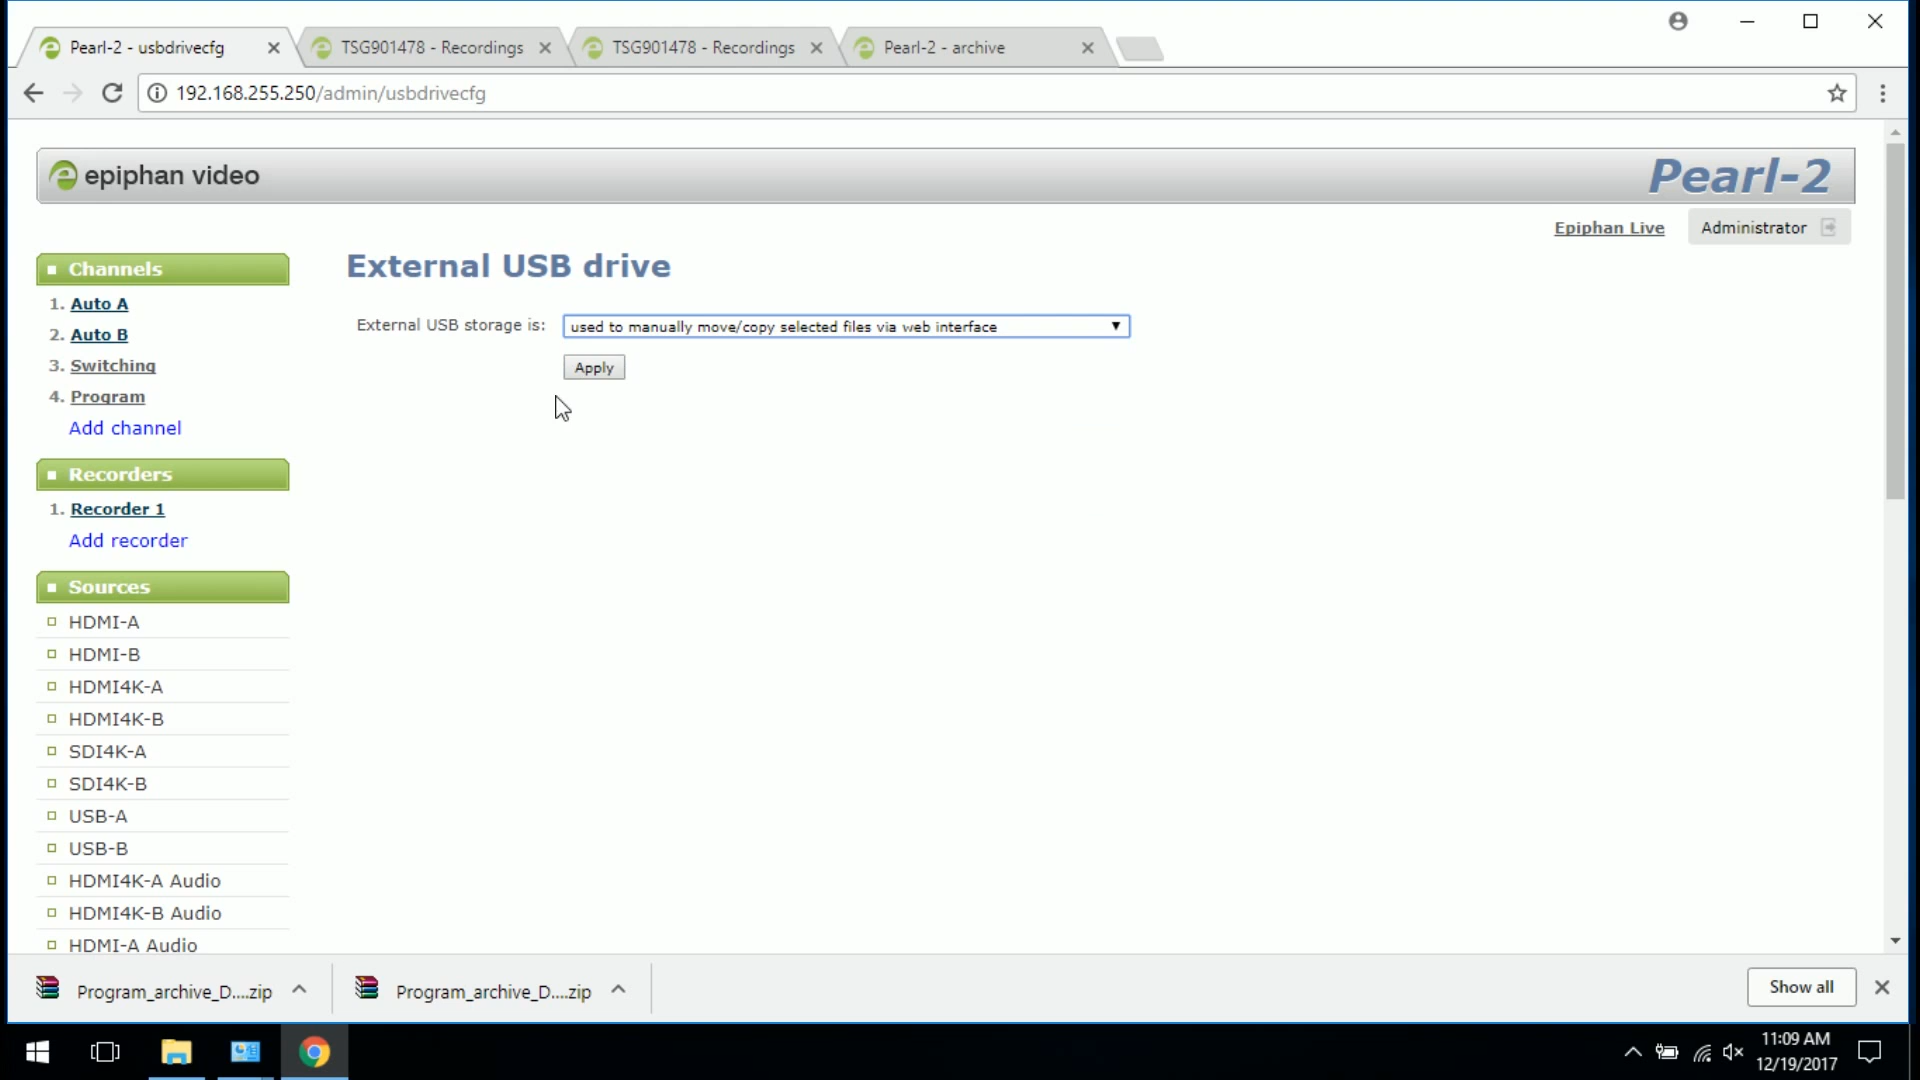 Pearl-2 - usbdrivecfg
TSG901478 - Recordings
TSG901478 - Recordings
Pearl-2 - archive
192.168.255.250/admin/usbdrivecfg
epiphan video
Pearl-2
Epiphan Live
Administrator
Channels
1. Auto A
2. Auto B
3. Switching
4. Program
Add channel
Recorders
1. Recorder 1
Add recorder
Sources
HDMI-A
HDMI-B
HDMI4K-A
HDMI4K-B
SDI4K-A
SDI4K-B
USB-A
USB-B
HDMI4K-A Audio
HDMI4K-B Audio
HDMI-A Audio
External USB drive
External USB storage is: used to manually move/copy selected files via web interface
Apply
Program_archive_D....zip
Program_archive_D....zip
Show all
11:09 AM
12/19/2017